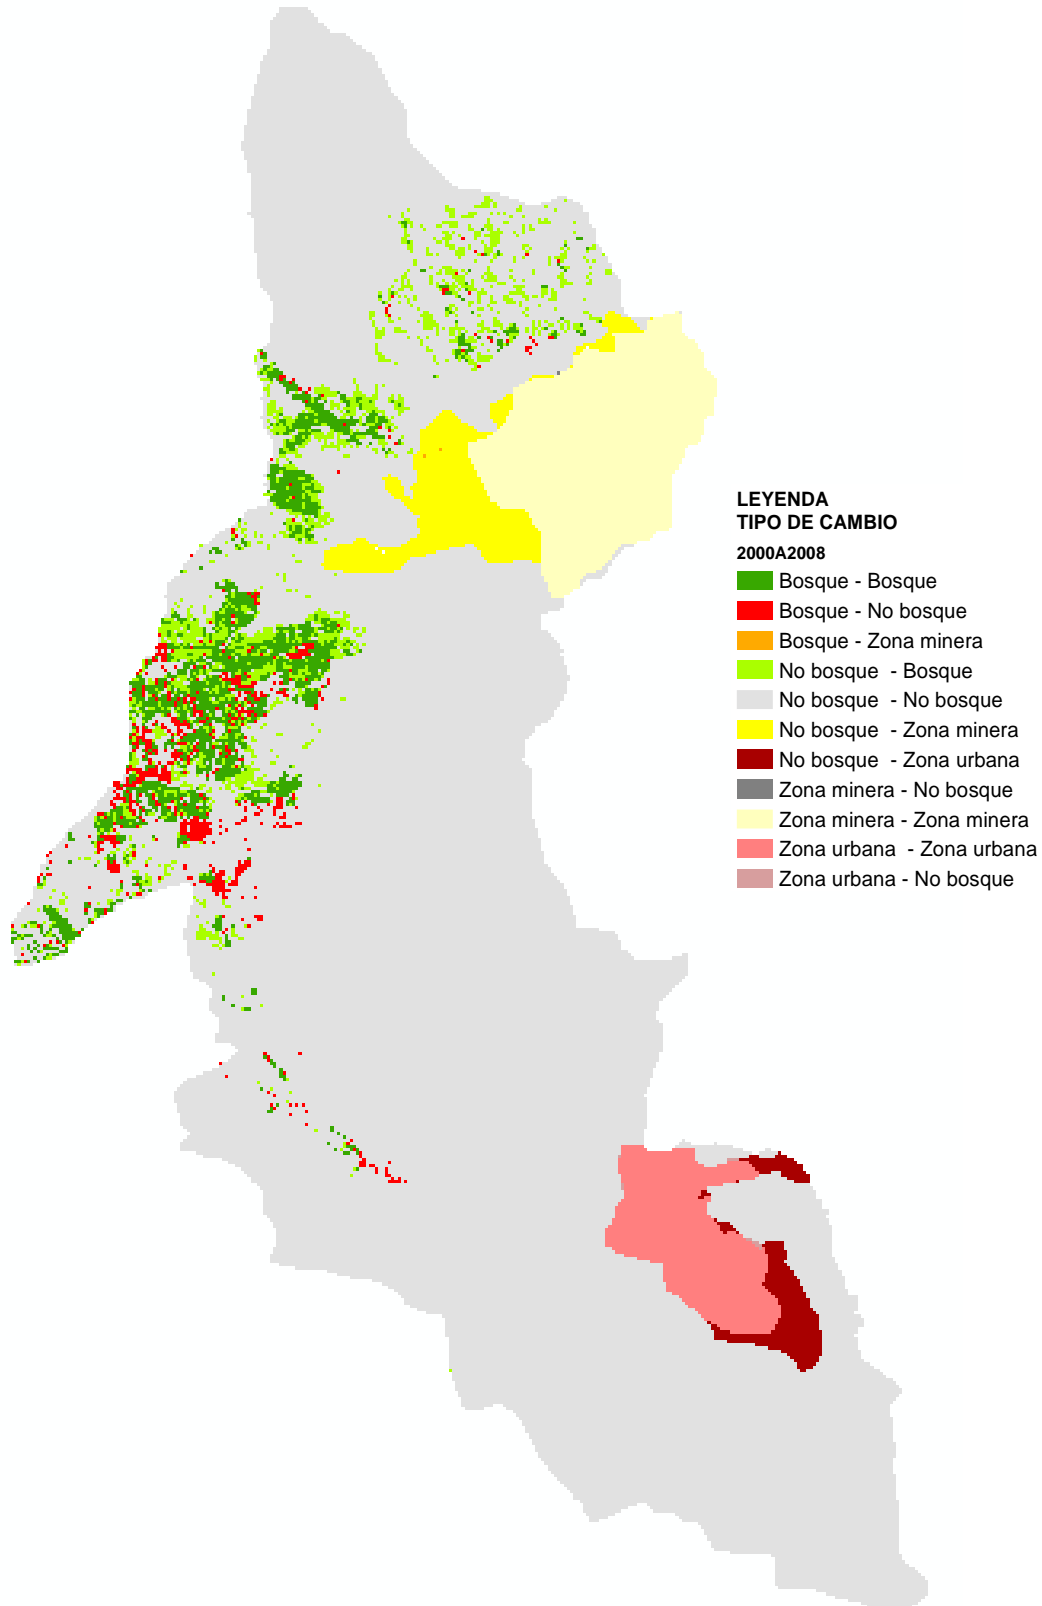 LEYENDA
TIPO DE CAMBIO
2000A2008
Bosque - Bosque
Bosque - No bosque
Bosque - Zona minera
No bosque - Bosque
No bosque - No bosque
No bosque - Zona minera
No bosque - Zona urbana
Zona minera - No bosque
Zona minera - Zona minera
Zona urbana - Zona urbana
Zona urbana - No bosque